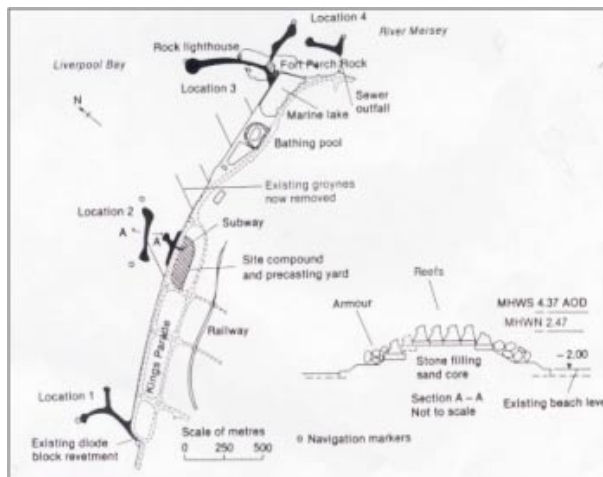 Location 4
River Mersey
Rock lighthouse
Liverpool Bay
Fort Perch Rock
Location 3
Sewer
outfall
N
Marine lake
Bathing pool
Existing groynes
now removed
Location 2
A
A
Subway
Site compound
and precasting yard
Reefs
Armour
MHWS 4.37 AOD
MHWN 2.47
Railway
Stone filling
sand core
– 2.00
Kings Parade
Location 1
Section A – A
Not to scale
Existing beach leve
Existing diode
block revetment
Scale of metres
0 250 500
Navigation markers